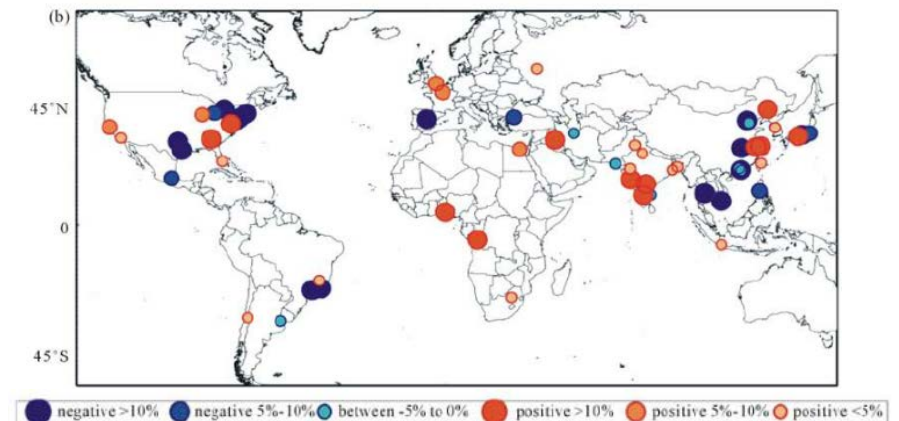 (b)
45°N
0
45°S
negative >10% negative 5%-10% between -5% to 0% positive >10% positive 5%-10% positive <5%